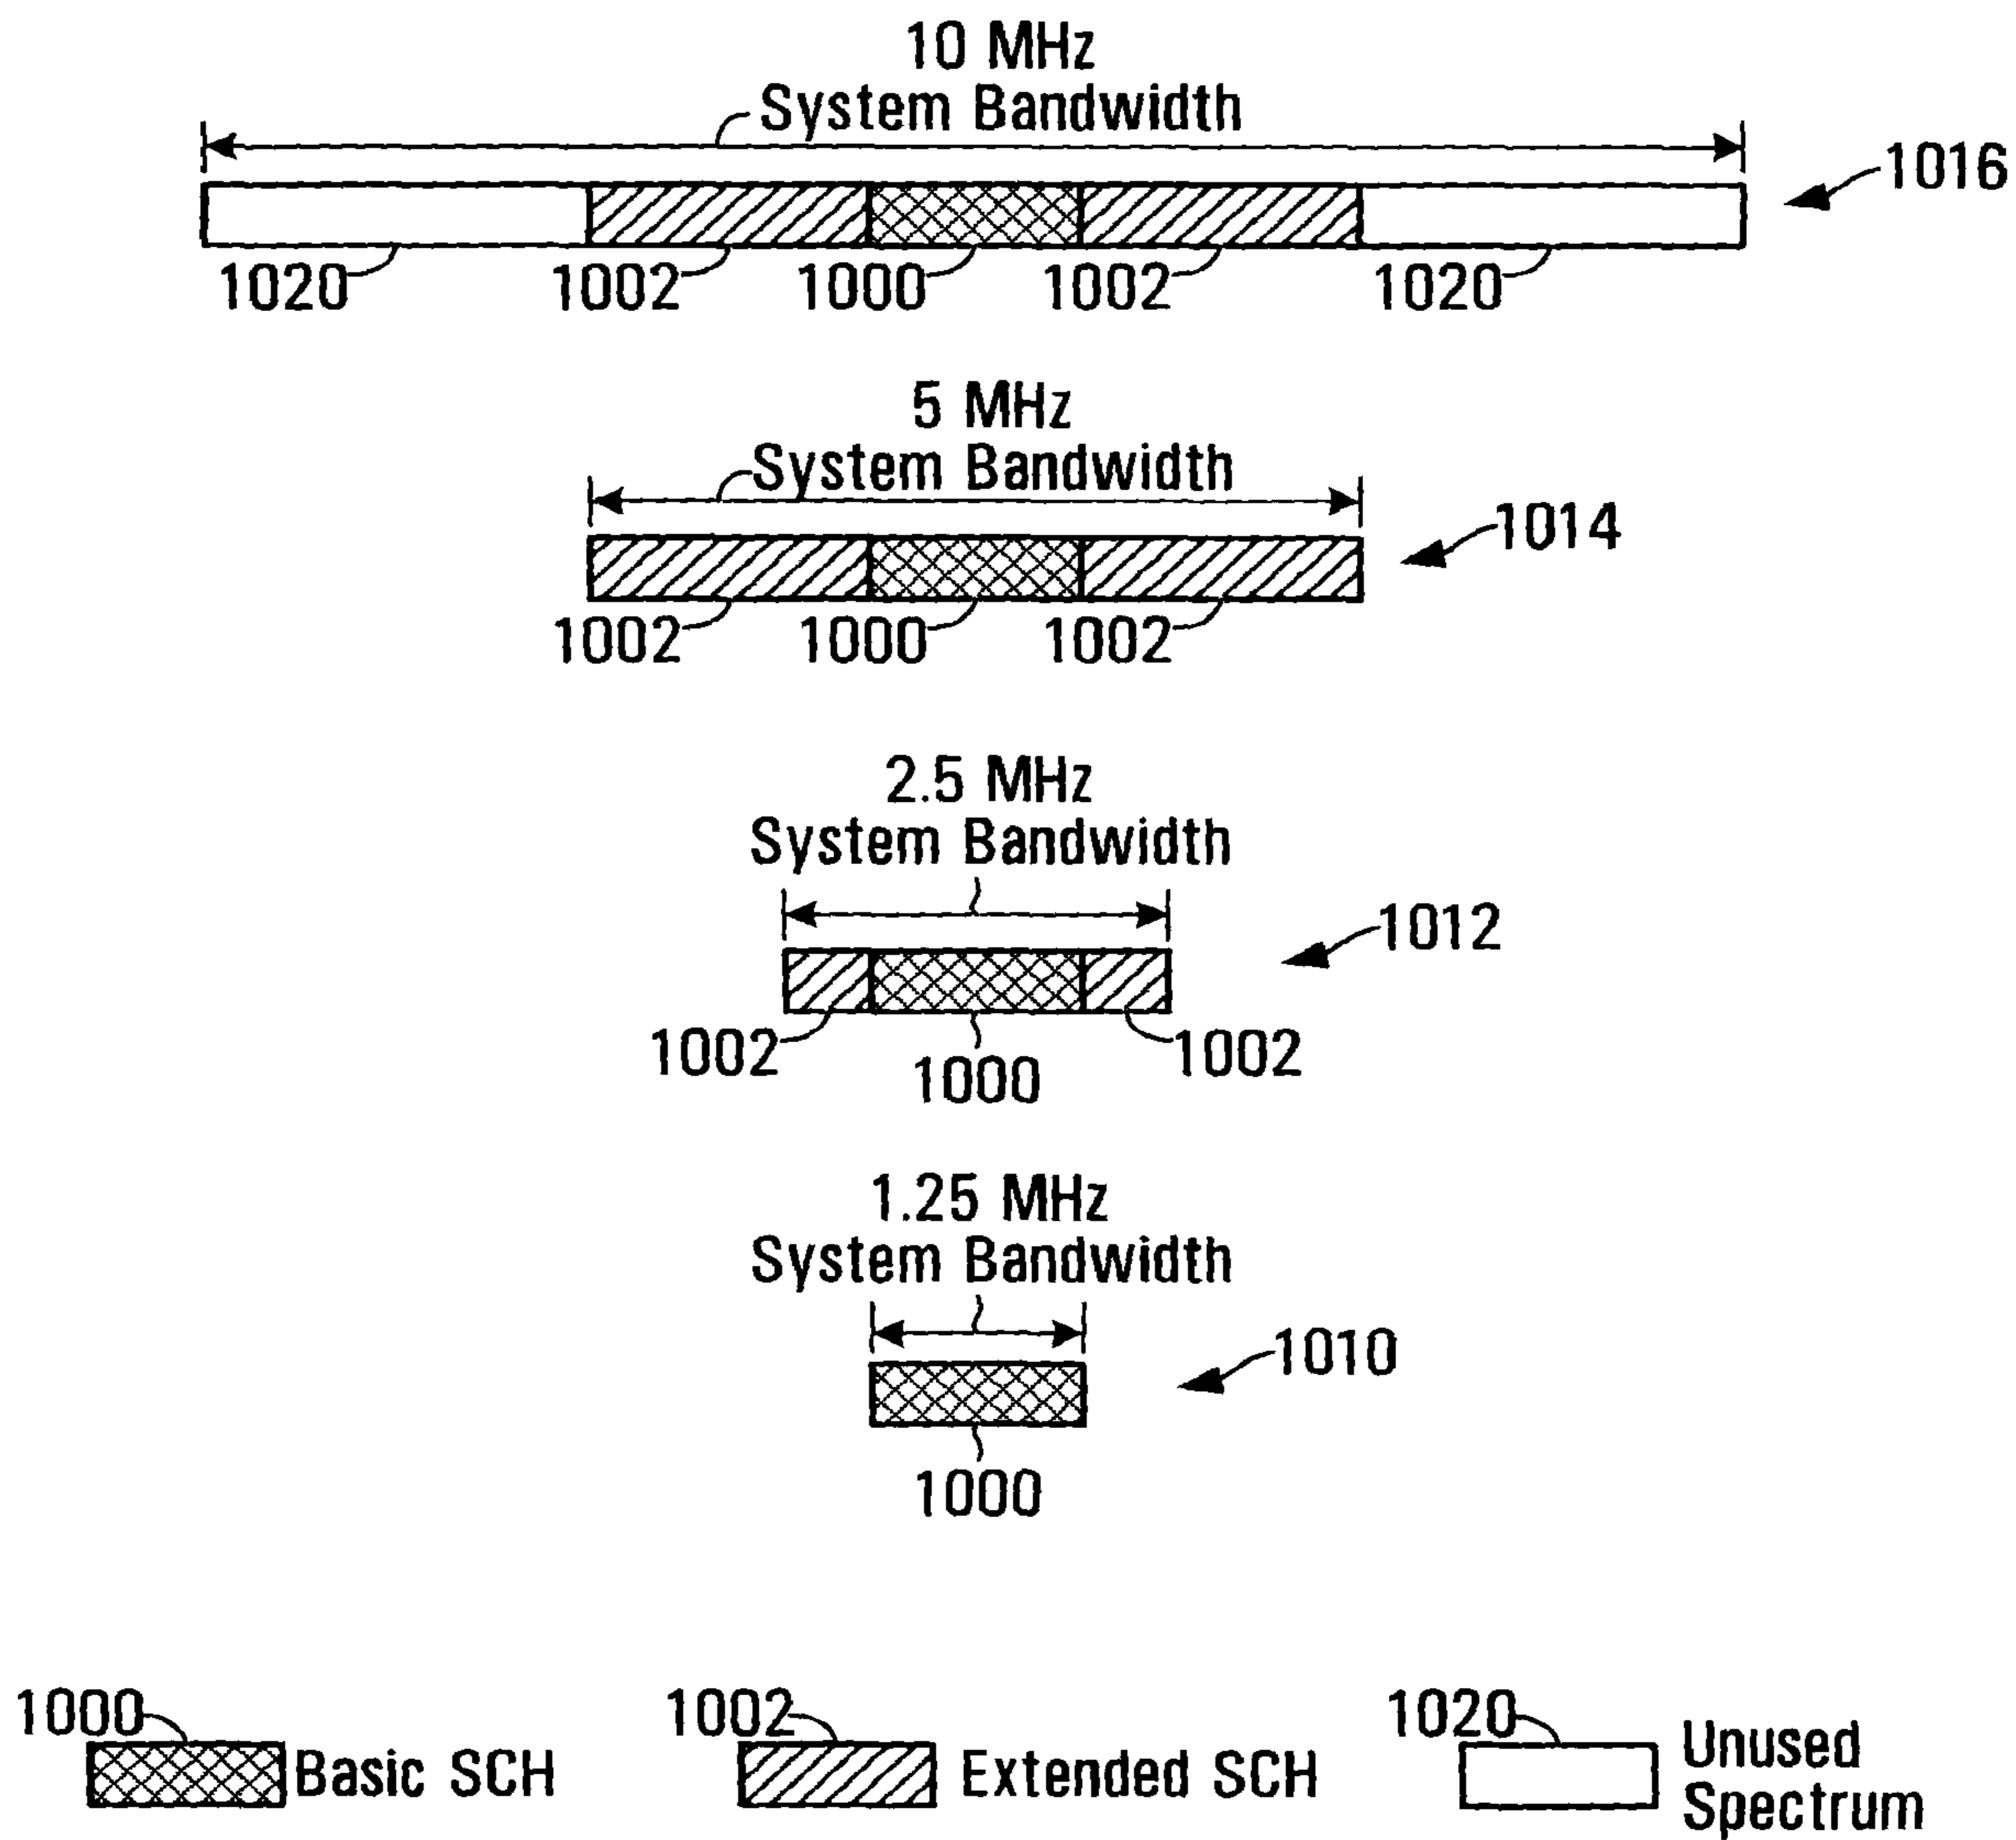 10 MHz
System Bandwidth
1016
1020 1002 1000 1002 1020
5 MHz
System Bandwidth
1014
1002 1000 1002
2.5 MHz
System Bandwidth
1012
1002 1000 1002
1.25 MHz
System Bandwidth
1010
1000
1000 Basic SCH
1002 Extended SCH
1020 Unused
Spectrum